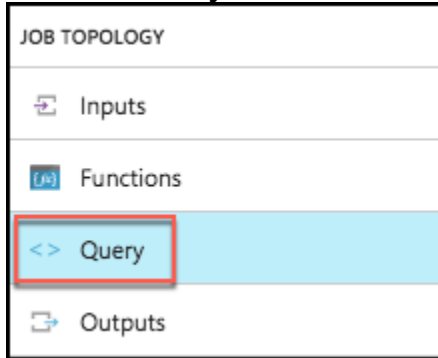 JOB TOPOLOGY
Inputs
Functions
<> Query
Outputs